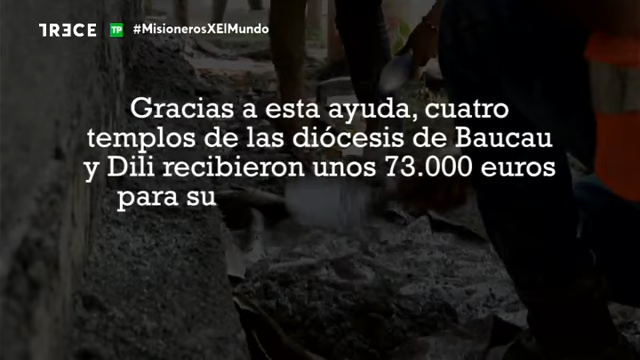 TRECE TP #MisionerosXElMundo
Gracias a esta ayuda, cuatro
templos de las diócesis de Baucau
y Dili recibieron unos 73.000 euros
para su